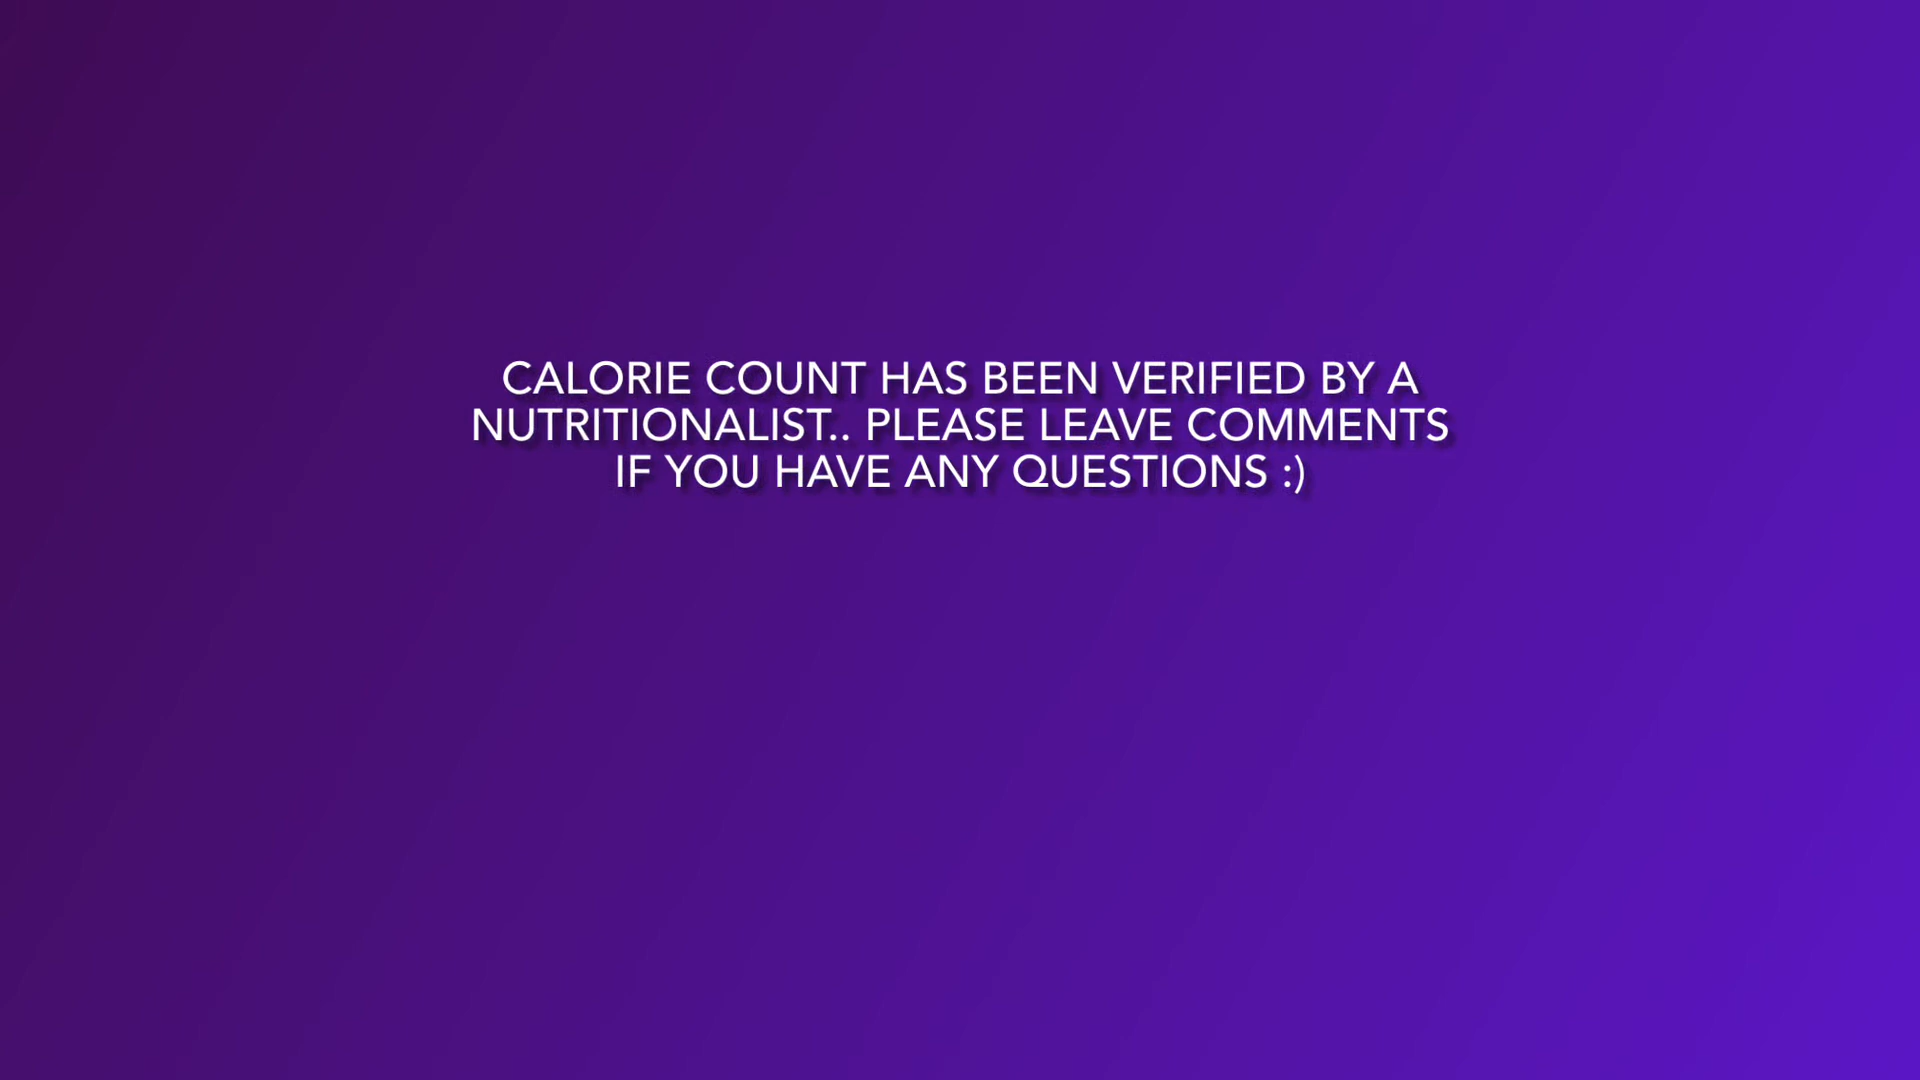 CALORIE COUNT HAS BEEN VERIFIED BY A
NUTRITIONALIST.. PLEASE LEAVE COMMENTS
IF YOU HAVE ANY QUESTIONS :)